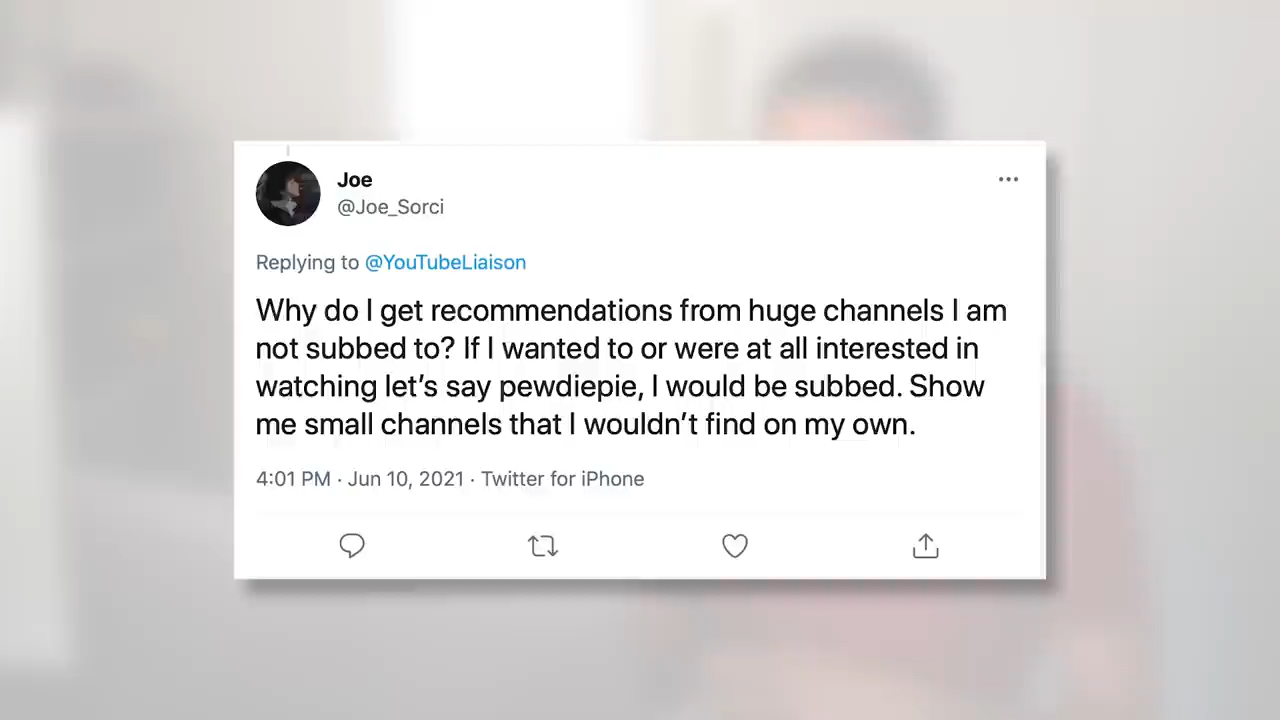 Joe
@Joe_Sorci
Replying to @YouTubeLiaison
Why do I get recommendations from huge channels I am
not subbed to? If I wanted to or were at all interested in
watching let’s say pewdiepie, I would be subbed. Show
me small channels that I wouldn’t find on my own.
4:01 PM · Jun 10, 2021 · Twitter for iPhone